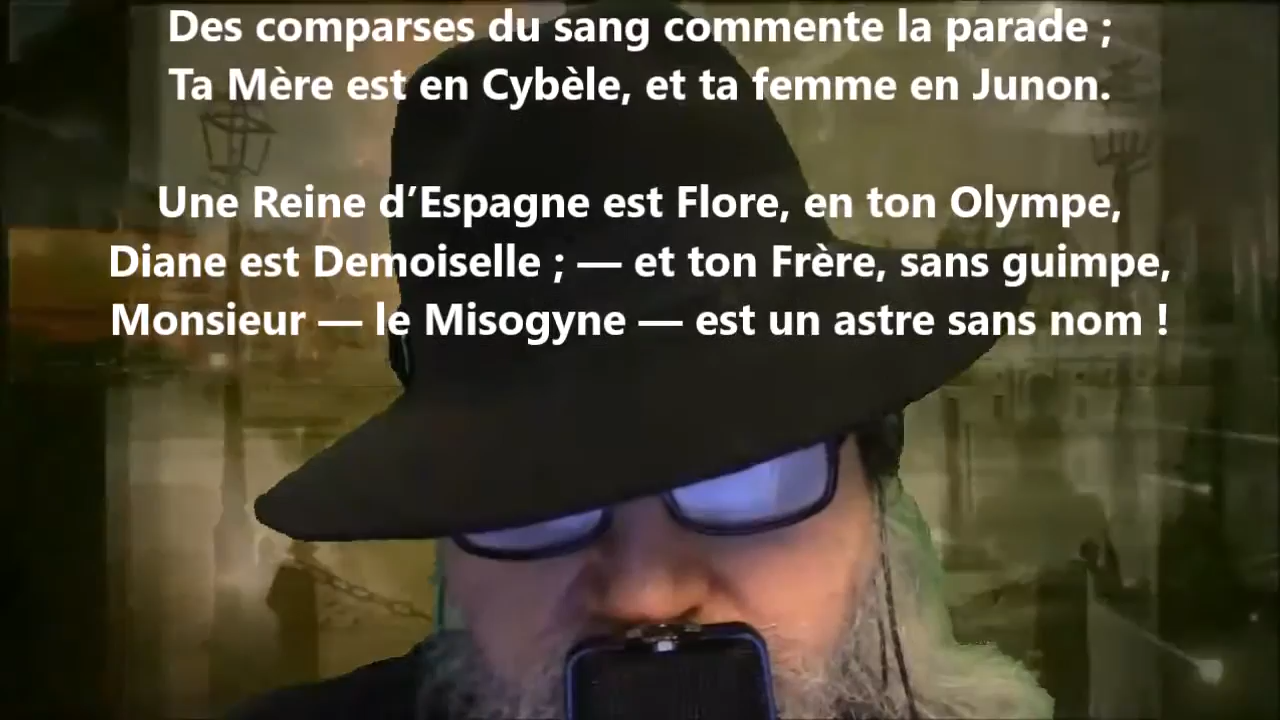 Des comparses du sang commente la parade ;
Ta Mère est en Cybèle, et ta femme en Junon.
Une Reine d’Espagne est Flore, en ton Olympe,
Diane est Demoiselle ; — et ton Frère, sans guimpe,
Monsieur — le Misogyne — est un astre sans nom !